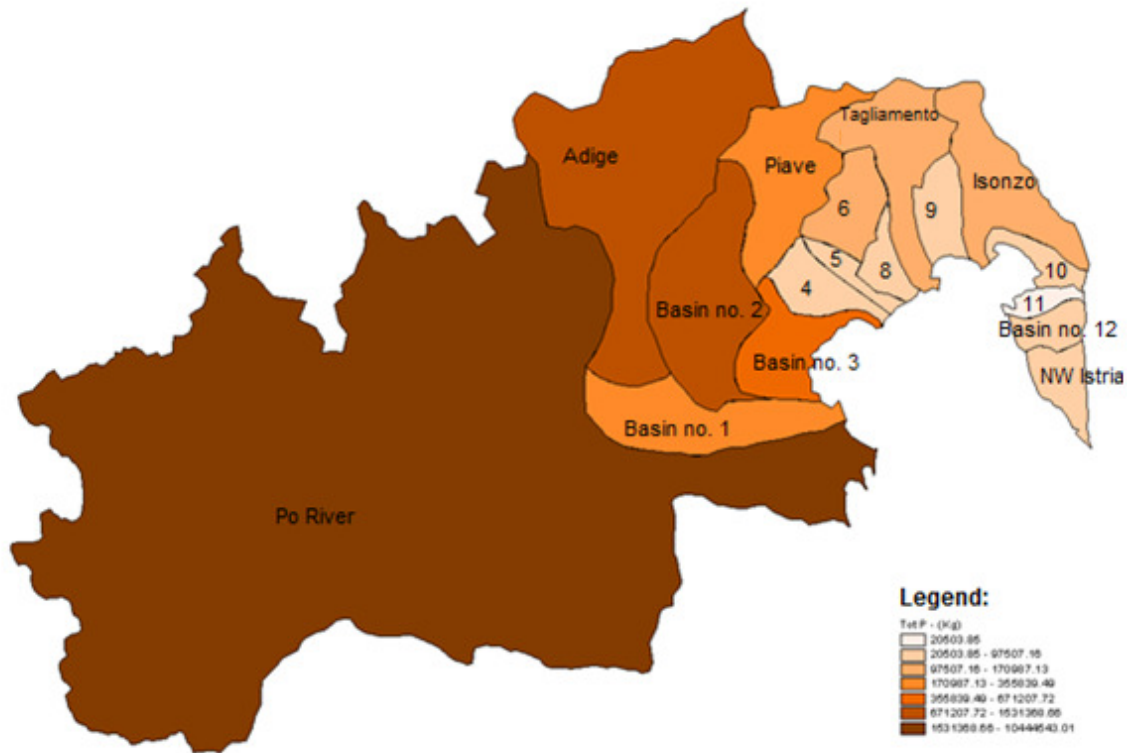 Tagliamento
Adige
Piave
Isonzo
6
9
5
8
10
4
11
Basin no. 2
Basin no. 12
Basin no. 3
NW Istria
Basin no. 1
Po River
Legend:
Tot P - (Kg)
20503.85
20503.85 - 97507.16
97507.16 - 170987.13
170987.13 - 355839.49
355839.49 - 671207.72
671207.72 - 1531368.66
1531368.66 - 10444543.01